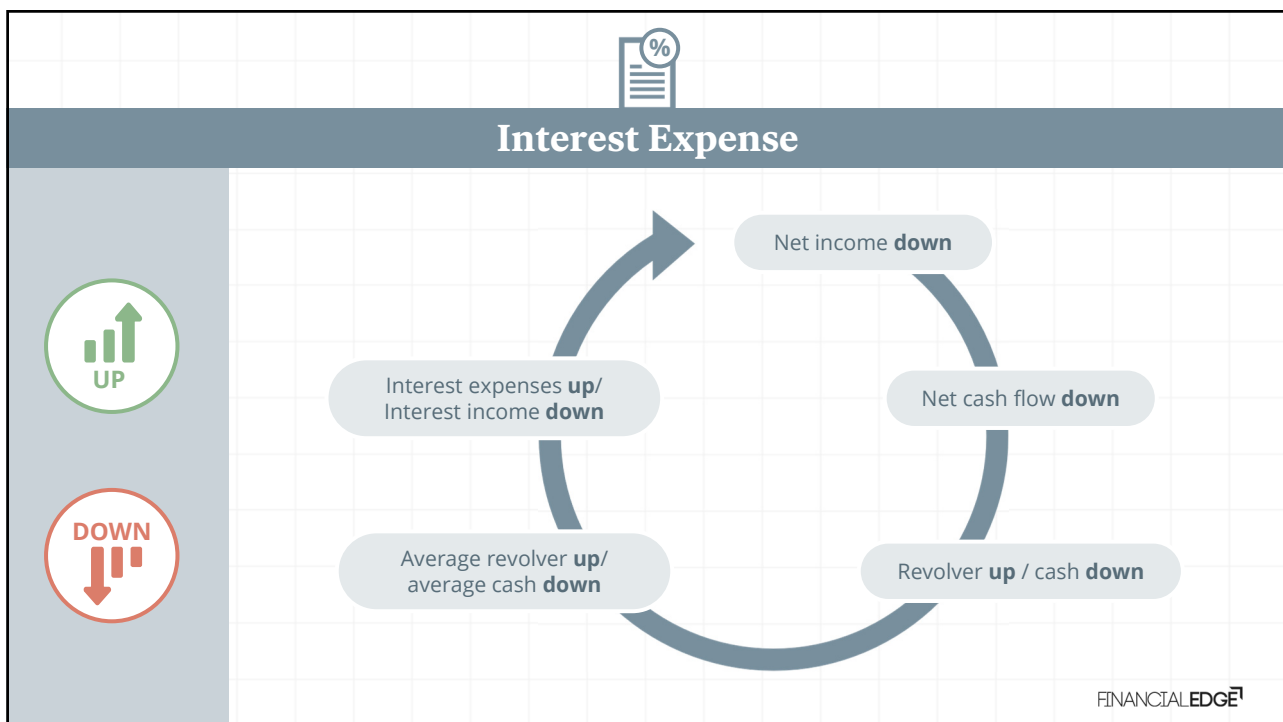 %
Interest Expense
UP
DOWN
Net income down
Net cash flow down
Revolver up / cash down
Average revolver up/
average cash down
Interest expenses up/
Interest income down
FINANCIALEDGE